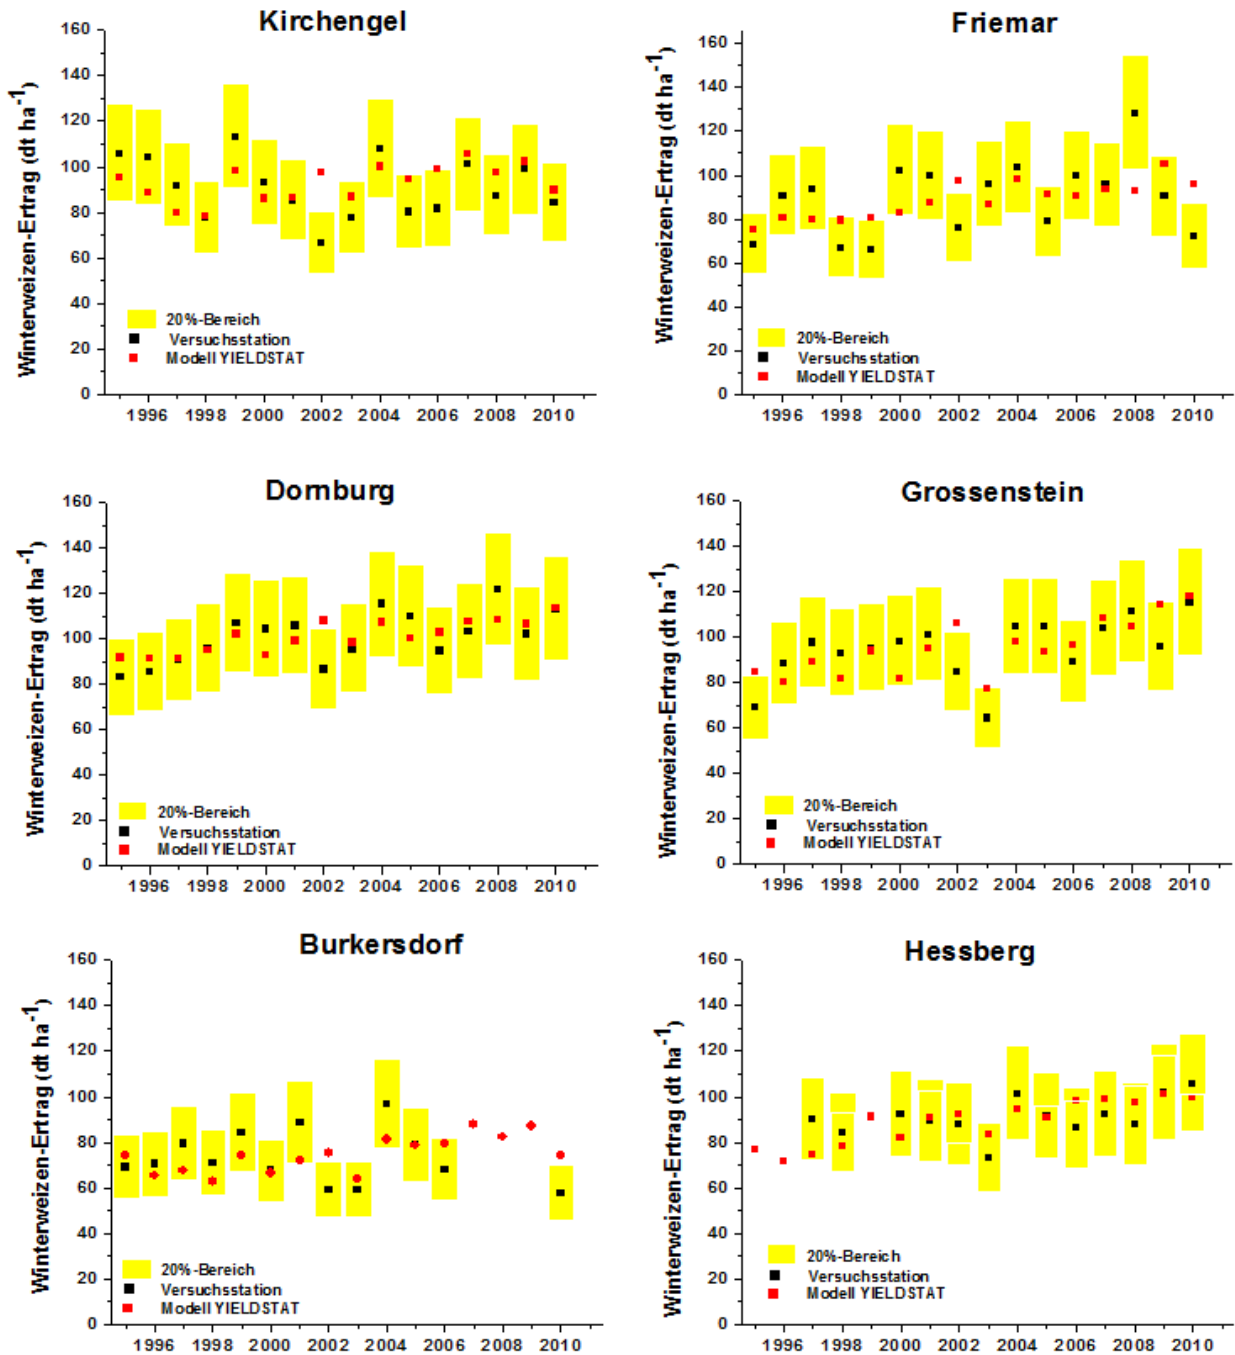 Kirchengel
Winterweizen-Ertrag (dt ha⁻¹)
160
140
120
100
80
60
40
20
0
20%-Bereich
Versuchsstation
Modell YIELDSTAT
1996 1998 2000 2002 2004 2006 2008 2010
Friemar
Winterweizen-Ertrag (dt ha⁻¹)
160
140
120
100
80
60
40
20
0
20%-Bereich
Versuchsstation
Modell YIELDSTAT
1996 1998 2000 2002 2004 2006 2008 2010
Dornburg
Winterweizen-Ertrag (dt ha⁻¹)
160
140
120
100
80
60
40
20
0
20%-Bereich
Versuchsstation
Modell YIELDSTAT
1996 1998 2000 2002 2004 2006 2008 2010
Grossenstein
Winterweizen-Ertrag (dt ha⁻¹)
160
140
120
100
80
60
40
20
0
20%-Bereich
Versuchsstation
Modell YIELDSTAT
1996 1998 2000 2002 2004 2006 2008 2010
Burkersdorf
Winterweizen-Ertrag (dt ha⁻¹)
160
140
120
100
80
60
40
20
0
20%-Bereich
Versuchsstation
Modell YIELDSTAT
1996 1998 2000 2002 2004 2006 2008 2010
Hessberg
Winterweizen-Ertrag (dt ha⁻¹)
160
140
120
100
80
60
40
20
0
20%-Bereich
Versuchsstation
Modell YIELDSTAT
1996 1998 2000 2002 2004 2006 2008 2010